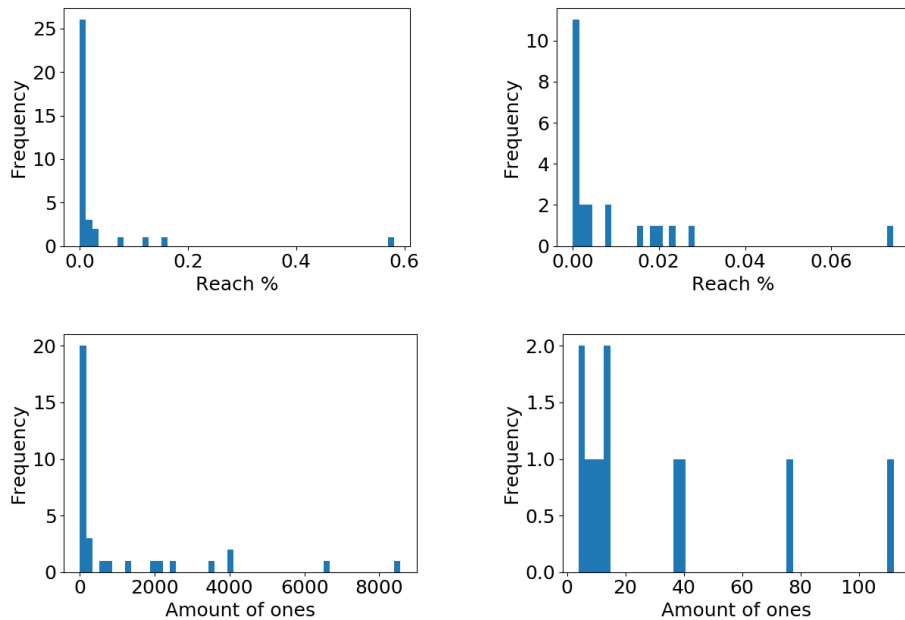 25
20
15
10
5
0
Frequency
0.0 0.2 0.4 0.6
Reach %
10
8
6
4
2
0
Frequency
0.00 0.02 0.04 0.06
Reach %
20
15
10
5
0
Frequency
0 2000 4000 6000 8000
Amount of ones
2.0
1.5
1.0
0.5
0.0
Frequency
0 20 40 60 80 100
Amount of ones